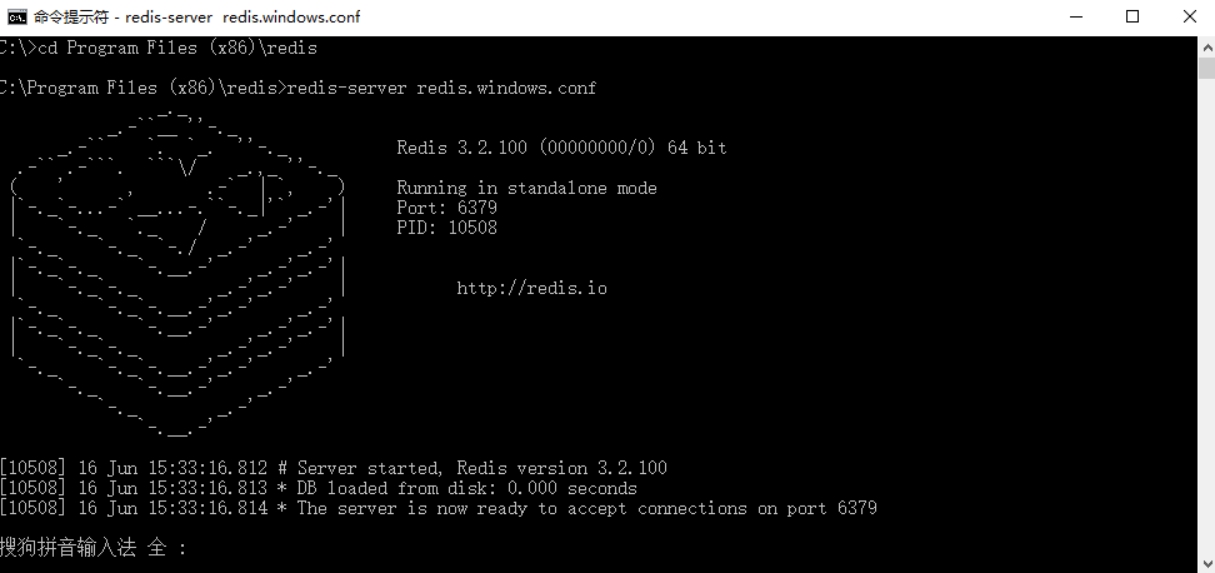 命令提示符 - redis-server  redis.windows.conf
C:\>cd Program Files (x86)\redis
C:\Program Files (x86)\redis>redis-server redis.windows.conf
Redis 3.2.100 (00000000/0) 64 bit
Running in standalone mode
Port: 6379
PID: 10508
http://redis.io
[10508] 16 Jun 15:33:16.812 # Server started, Redis version 3.2.100
[10508] 16 Jun 15:33:16.813 * DB loaded from disk: 0.000 seconds
[10508] 16 Jun 15:33:16.814 * The server is now ready to accept connections on port 6379
搜狗拼音输入法 全 :